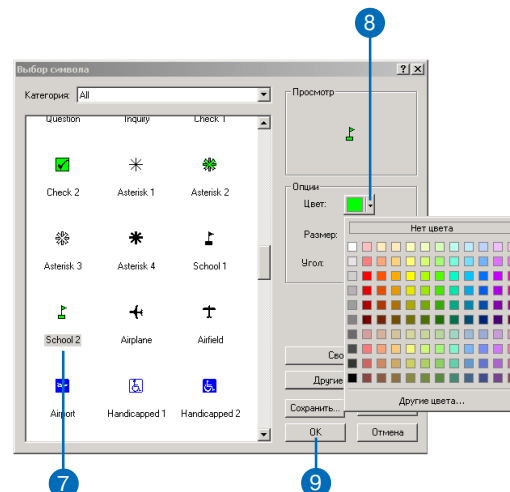 8
Выбор символа
Категория: All
Question Inquiry Check 1
Check 2 Asterisk 1 Asterisk 2
Asterisk 3 Asterisk 4 School 1
School 2 Airplane Airfield
Airport Handicapped 1 Handicapped 2
Просмотр
Опции
Цвет:
Размер:
Угол:
Нет цвета
Другие цвета...
Сво
Другие
Сохранить...
OK Отмена
7 9